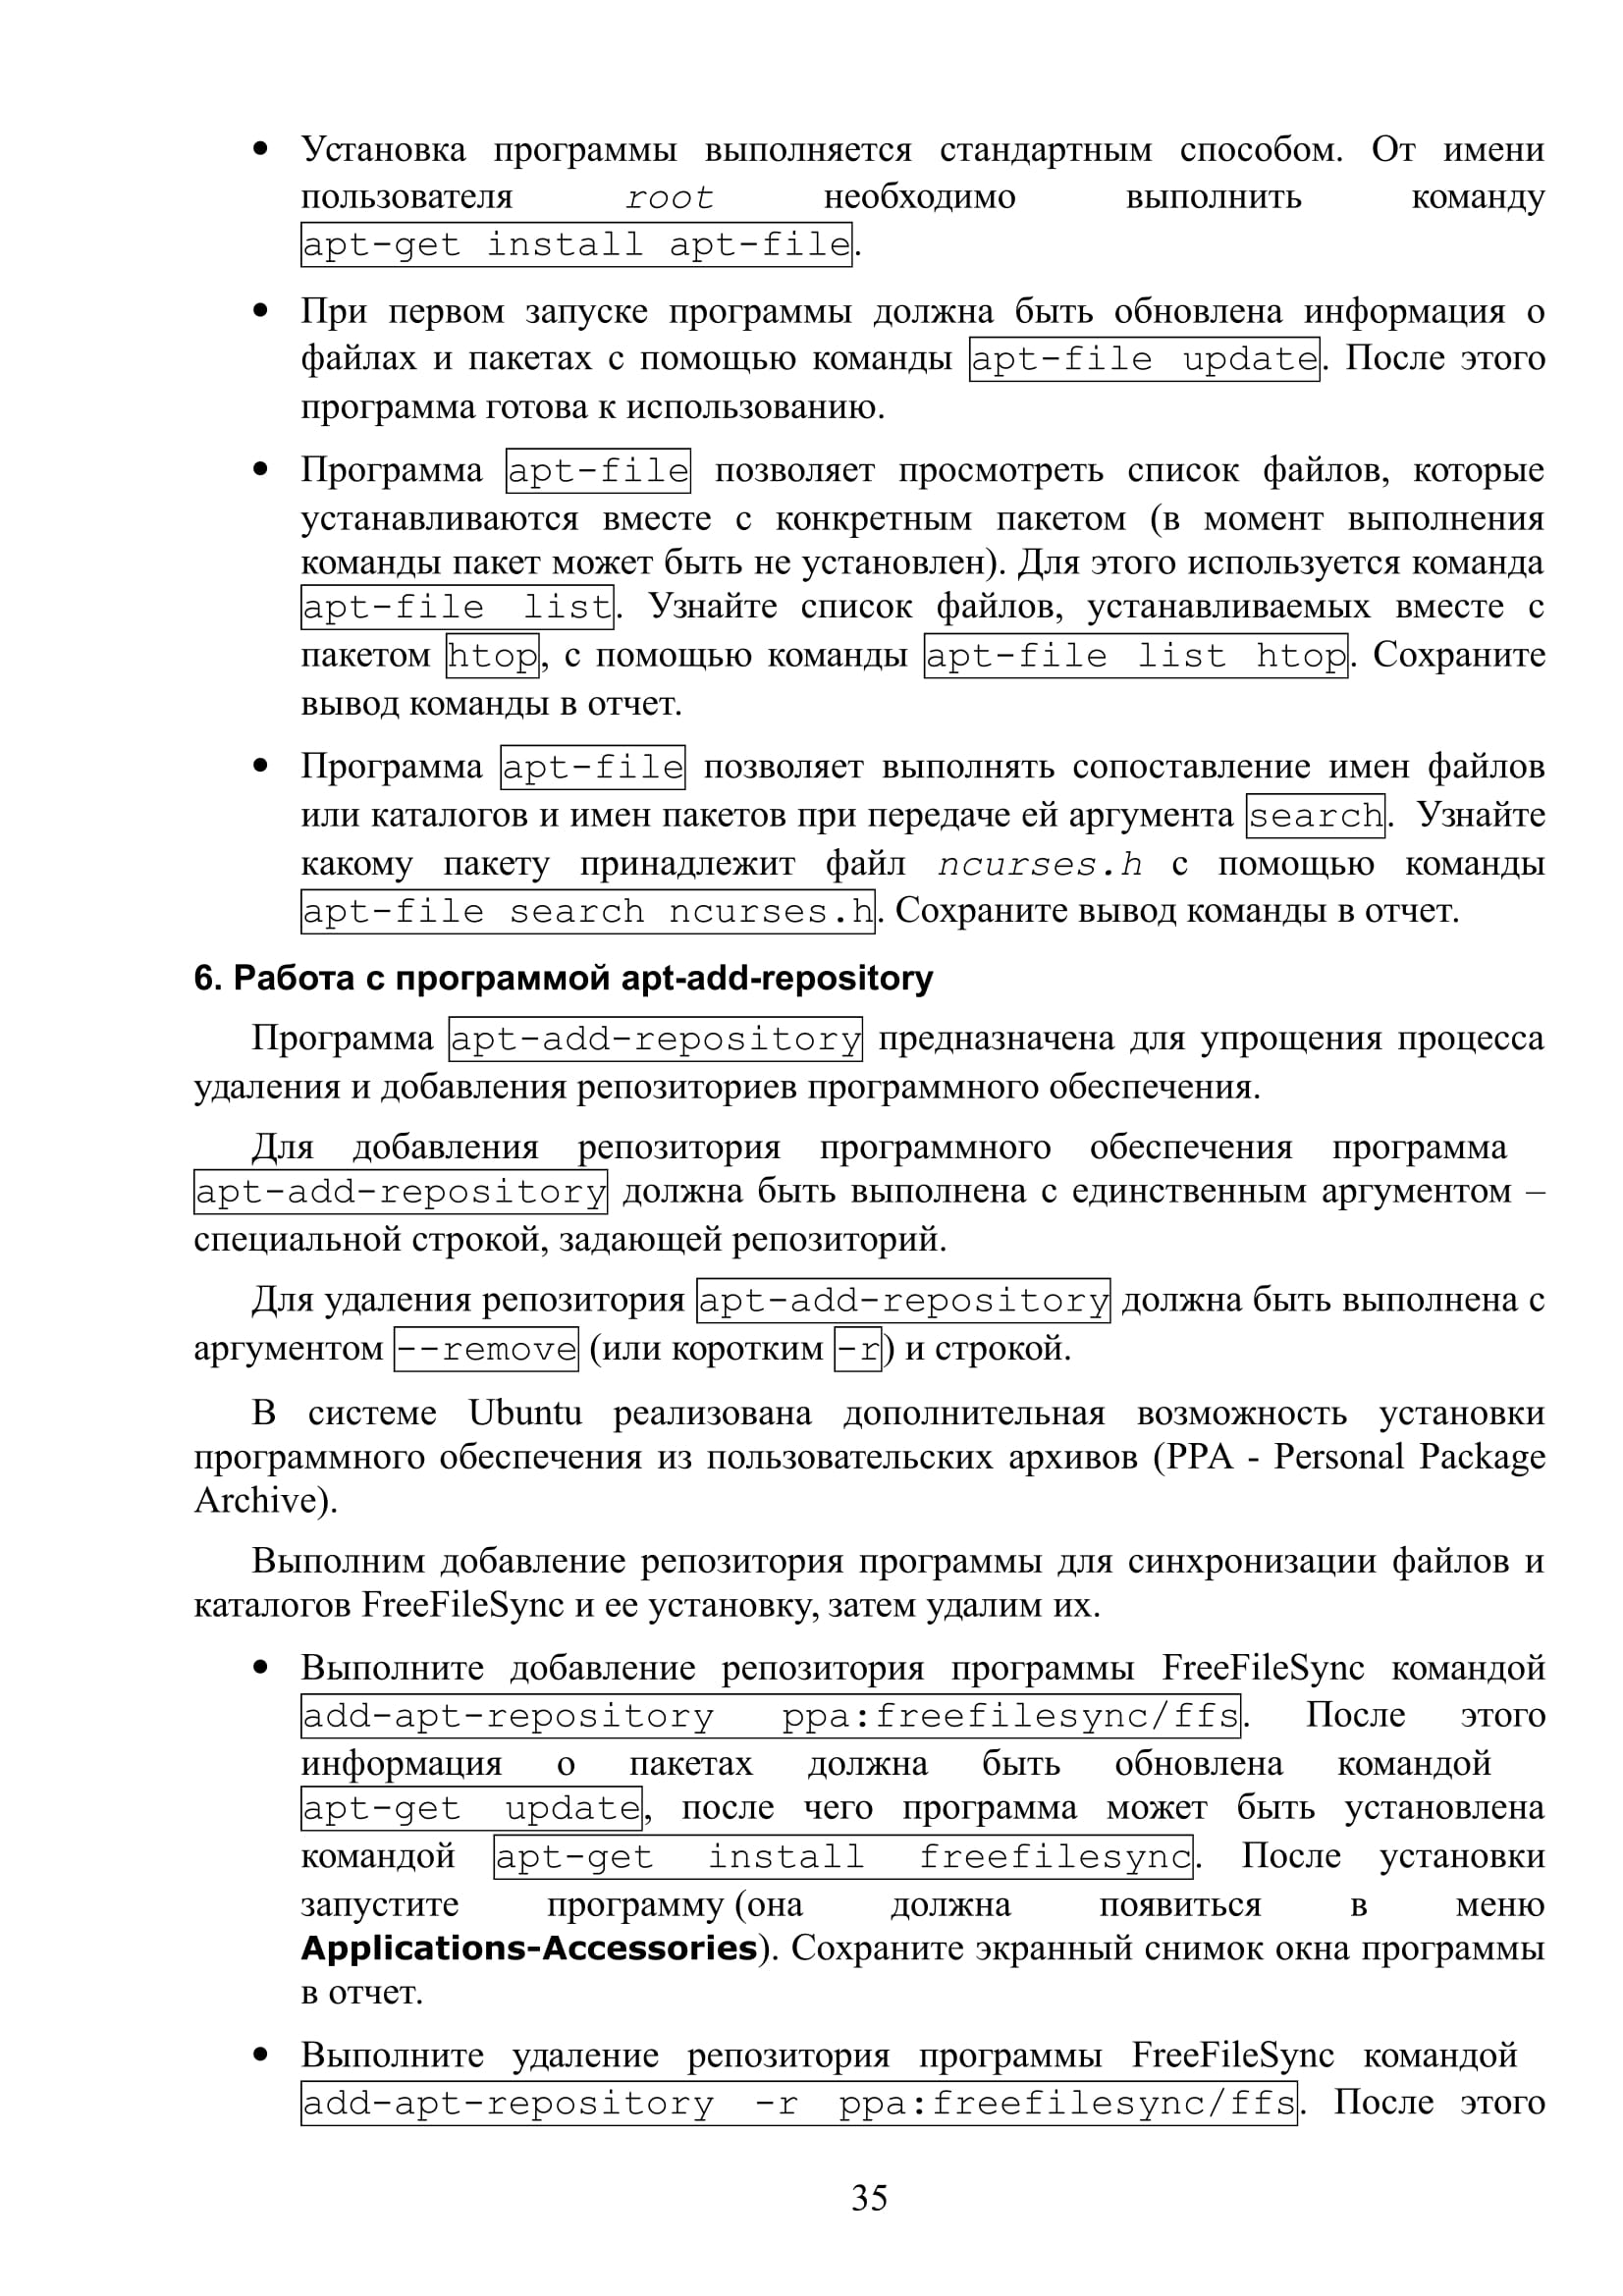 • Установка программы выполняется стандартным способом. От имени
пользователя root необходимо выполнить команду
apt-get install apt-file.
• При первом запуске программы должна быть обновлена информация о
файлах и пакетах с помощью команды apt-file update. После этого
программа готова к использованию.
• Программа apt-file позволяет просмотреть список файлов, которые
устанавливаются вместе с конкретным пакетом (в момент выполнения
команды пакет может быть не установлен). Для этого используется команда
apt-file list. Узнайте список файлов, устанавливаемых вместе с
пакетом htop, с помощью команды apt-file list htop. Сохраните
вывод команды в отчет.
• Программа apt-file позволяет выполнять сопоставление имен файлов
или каталогов и имен пакетов при передаче ей аргумента search. Узнайте
какому пакету принадлежит файл ncurses.h с помощью команды
apt-file search ncurses.h. Сохраните вывод команды в отчет.
6. Работа с программой apt-add-repository
Программа apt-add-repository предназначена для упрощения процесса
удаления и добавления репозиториев программного обеспечения.
Для добавления репозитория программного обеспечения программа
apt-add-repository должна быть выполнена с единственным аргументом –
специальной строкой, задающей репозиторий.
Для удаления репозитория apt-add-repository должна быть выполнена с
аргументом --remove (или коротким -r) и строкой.
В системе Ubuntu реализована дополнительная возможность установки
программного обеспечения из пользовательских архивов (PPA - Personal Package
Archive).
Выполним добавление репозитория программы для синхронизации файлов и
каталогов FreeFileSync и ее установку, затем удалим их.
• Выполните добавление репозитория программы FreeFileSync командой
add-apt-repository ppa:freefilesync/ffs. После этого
информация о пакетах должна быть обновлена командой
apt-get update, после чего программа может быть установлена
командой apt-get install freefilesync. После установки
запустите программу (она должна появиться в меню
Applications-Accessories). Сохраните экранный снимок окна программы
в отчет.
• Выполните удаление репозитория программы FreeFileSync командой
add-apt-repository -r ppa:freefilesync/ffs. После этого
35